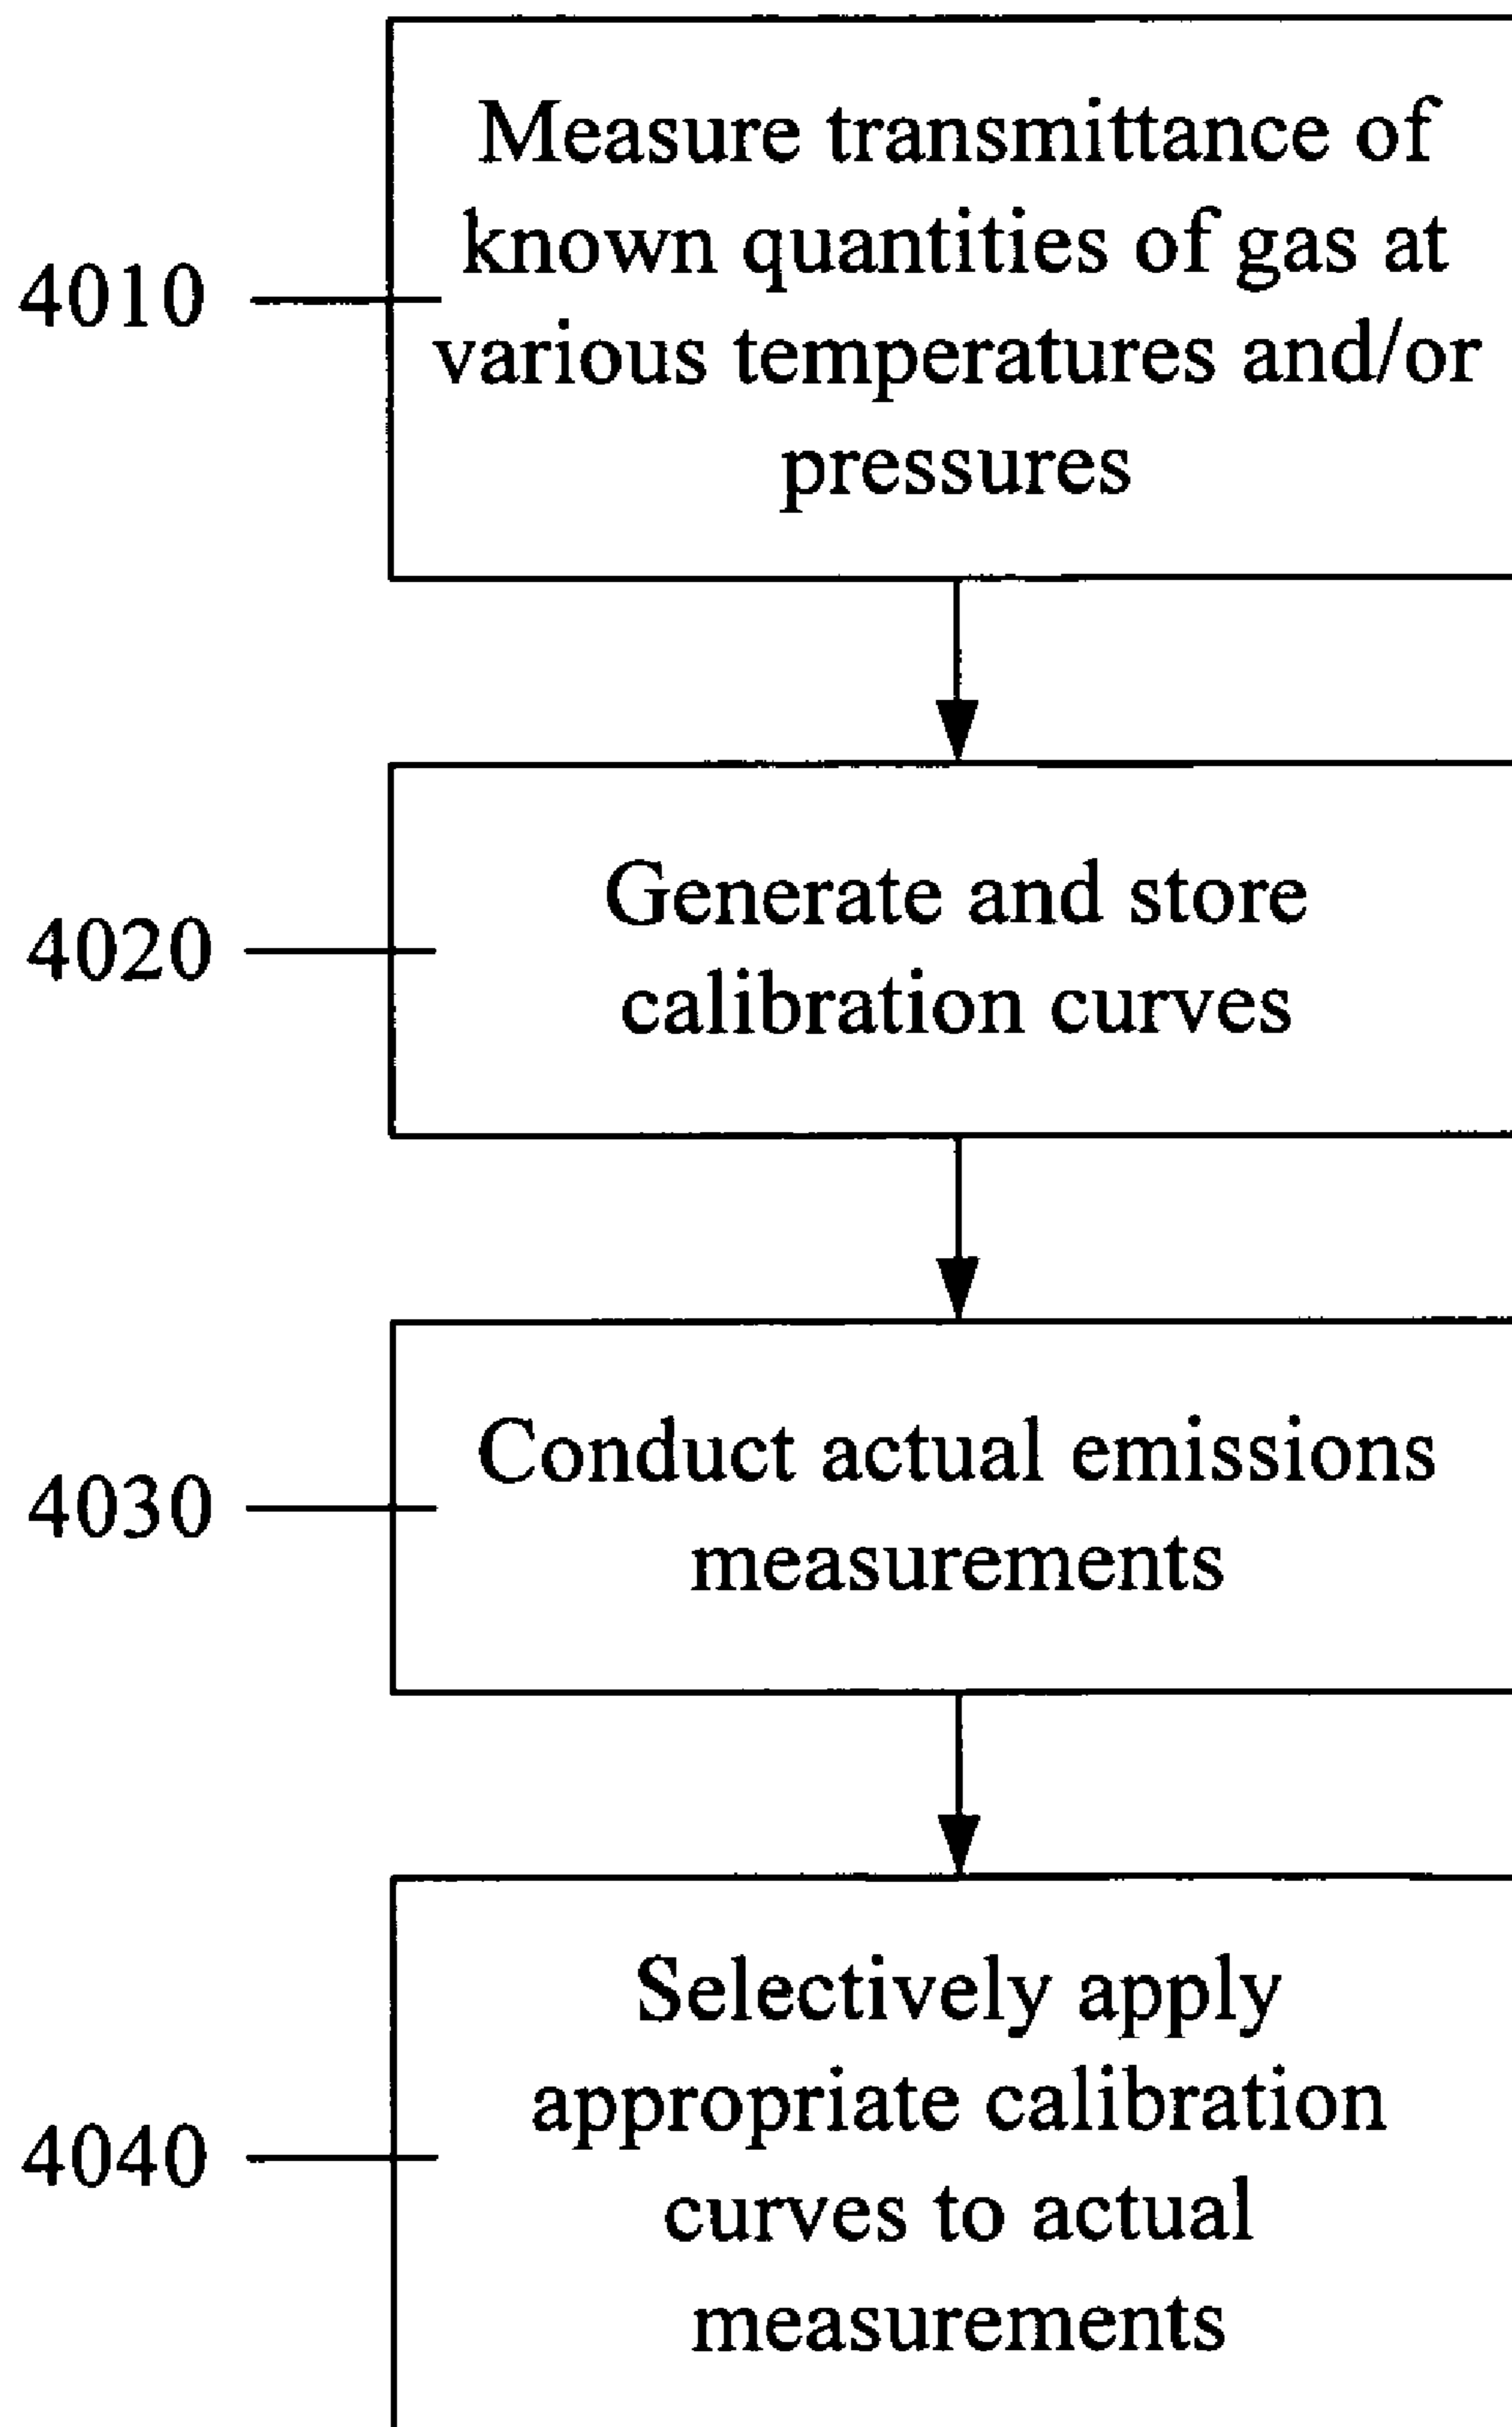 Measure transmittance of
known quantities of gas at
various temperatures and/or
pressures
4010
Generate and store
calibration curves
4020
Conduct actual emissions
measurements
4030
Selectively apply
appropriate calibration
curves to actual
measurements
4040